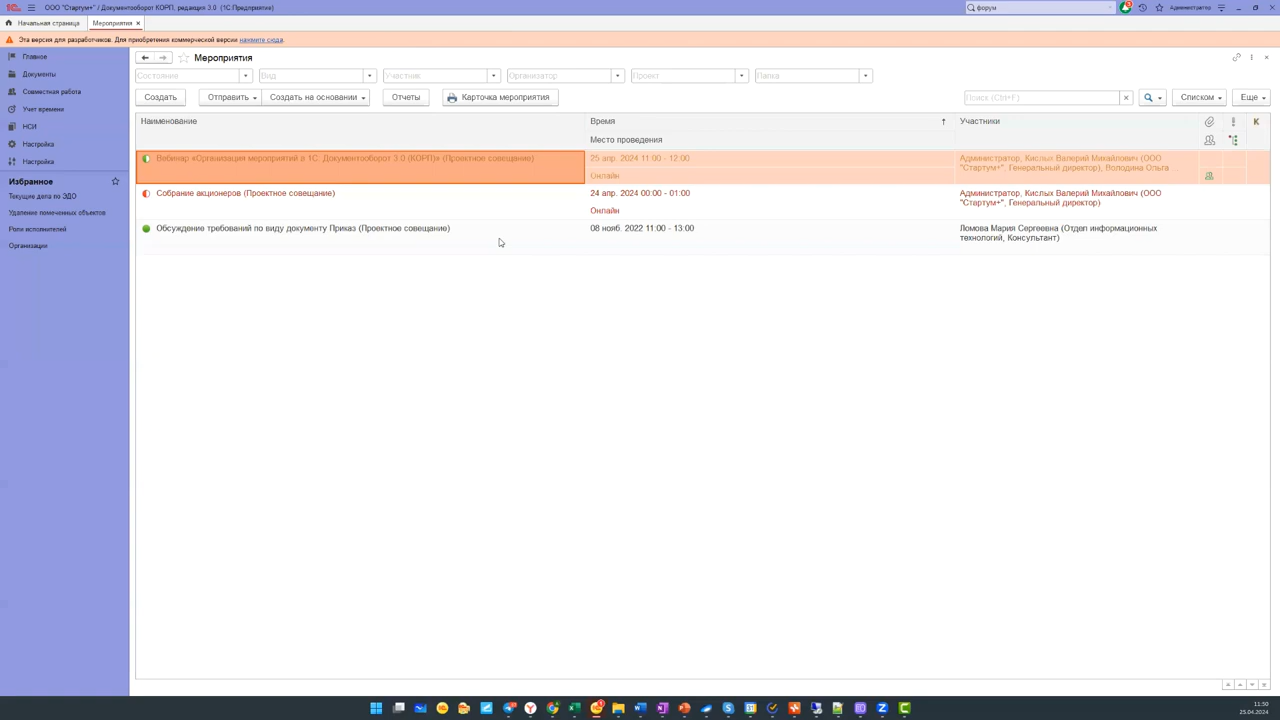 ООО "Стартум+" / Документооборот КОРП, редакция 3.0 (1С:Предприятие)
форум
Администратор
Начальная страница
Мероприятия ×
Эта версия для разработчиков. Для приобретения коммерческой версии нажмите сюда.
Главное
Документы
Совместная работа
Учет времени
НСИ
Настройка
Настройка
Избранное
Текущие дела по ЭДО
Удаление помеченных объектов
Роли исполнителей
Организации
Мероприятия
Состояние
Вид
Участник
Организатор
Проект
Папка
Создать
Отправить
Создать на основании
Отчеты
Карточка мероприятия
Поиск (Ctrl+F)
Списком
Еще
Наименование
Время
Участники
К
Место проведения
Вебинар «Организация мероприятий в 1С: Документооборот 3.0 (КОРП)» (Проектное совещание)
25 апр. 2024 11:00 - 12:00
Онлайн
Администратор, Кислых Валерий Михайлович (ООО
"Стартум+", Генеральный директор), Володина Ольга ...
Собрание акционеров (Проектное совещание)
24 апр. 2024 00:00 - 01:00
Онлайн
Администратор, Кислых Валерий Михайлович (ООО
"Стартум+", Генеральный директор)
Обсуждение требований по виду документу Приказ (Проектное совещание)
08 нояб. 2022 11:00 - 13:00
Ломова Мария Сергеевна (Отдел информационных
технологий, Консультант)
11:50
25.04.2024